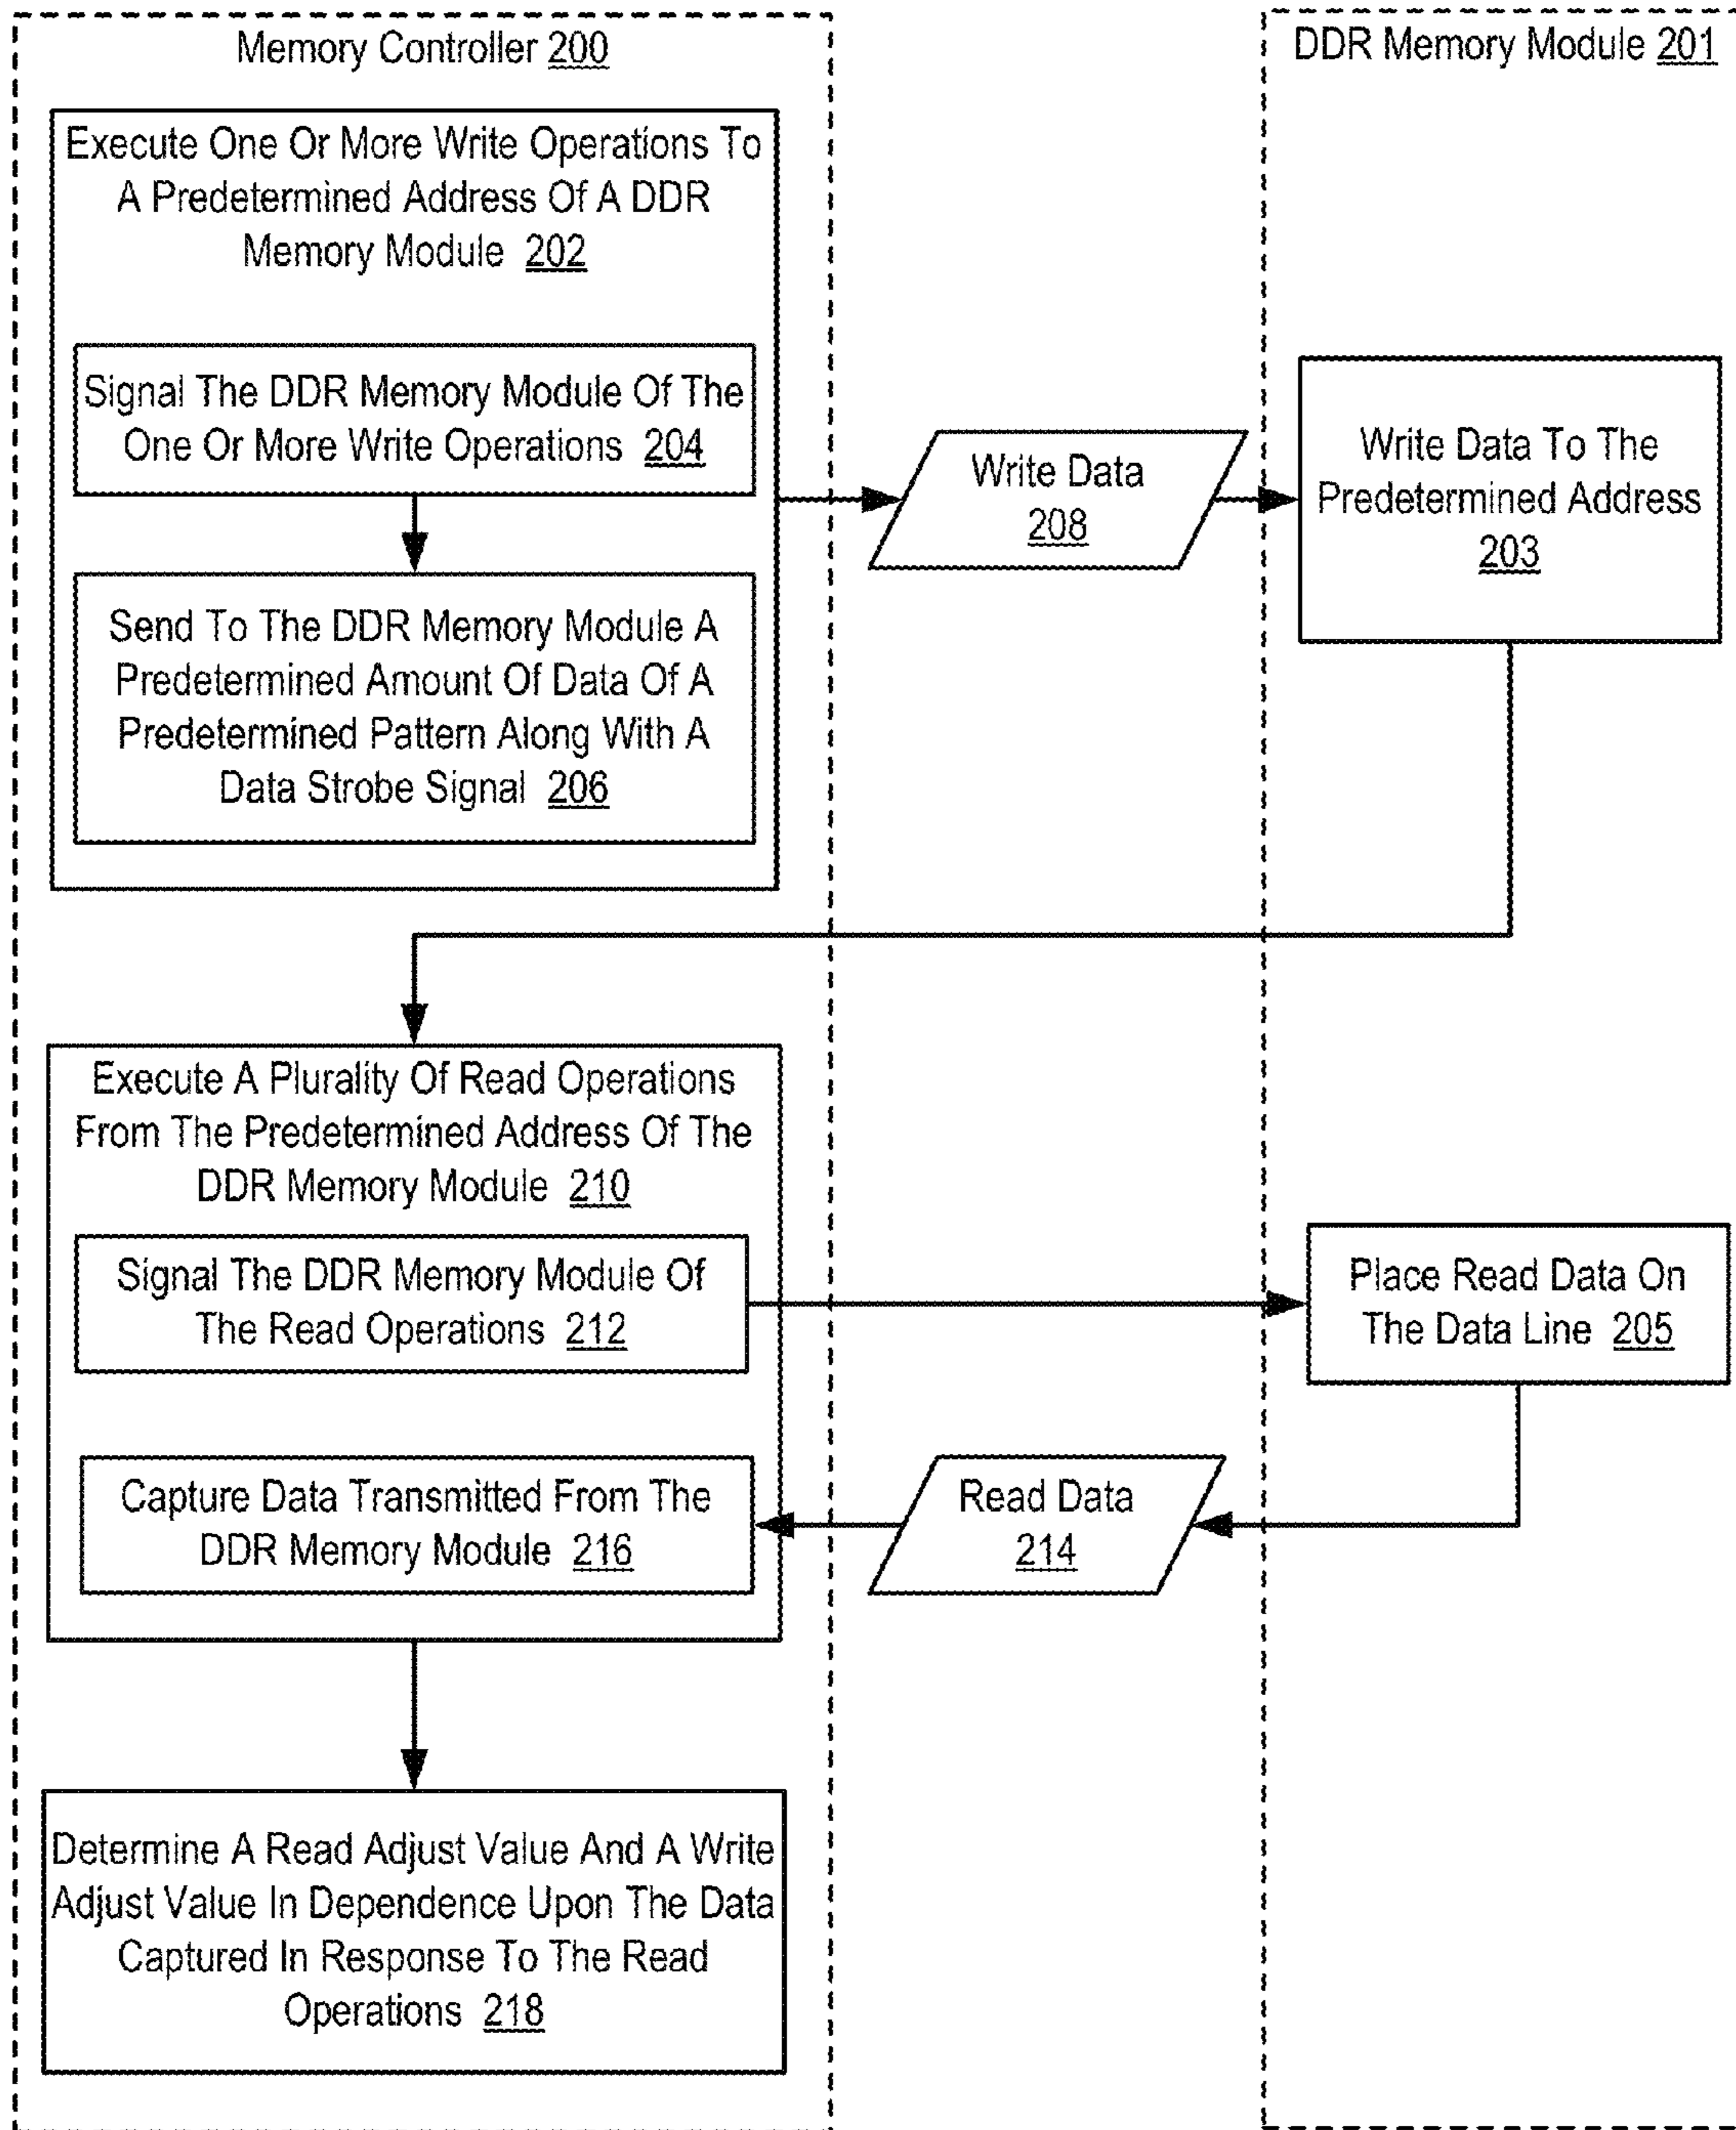 Memory Controller 200
DDR Memory Module 201
Execute One Or More Write Operations To
A Predetermined Address Of A DDR
Memory Module 202
Signal The DDR Memory Module Of The
One Or More Write Operations 204
Write Data
208
Write Data To The
Predetermined Address
203
Send To The DDR Memory Module A
Predetermined Amount Of Data Of A
Predetermined Pattern Along With A
Data Strobe Signal 206
Execute A Plurality Of Read Operations
From The Predetermined Address Of The
DDR Memory Module 210
Signal The DDR Memory Module Of
The Read Operations 212
Place Read Data On
The Data Line 205
Capture Data Transmitted From The
DDR Memory Module 216
Read Data
214
Determine A Read Adjust Value And A Write
Adjust Value In Dependence Upon The Data
Captured In Response To The Read
Operations 218